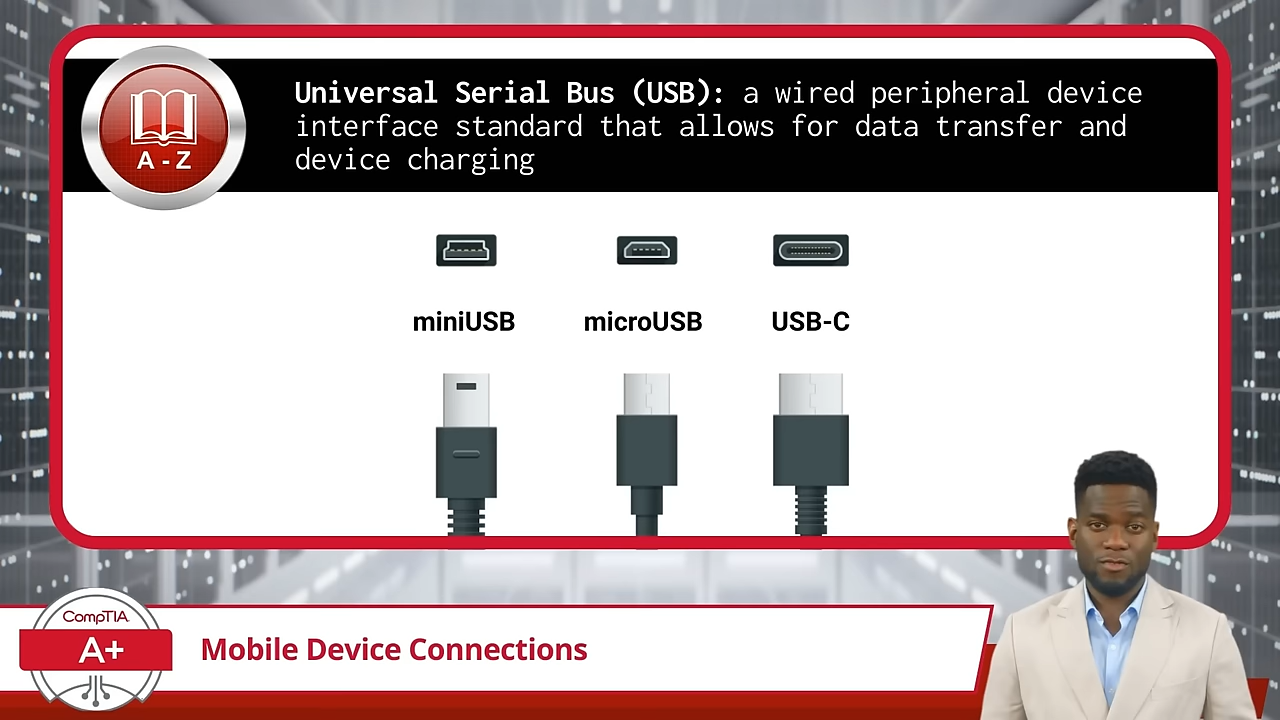 Universal Serial Bus (USB): a wired peripheral device
interface standard that allows for data transfer and
device charging
A - Z
miniUSB
microUSB
USB-C
CompTIA
A+
Mobile Device Connections